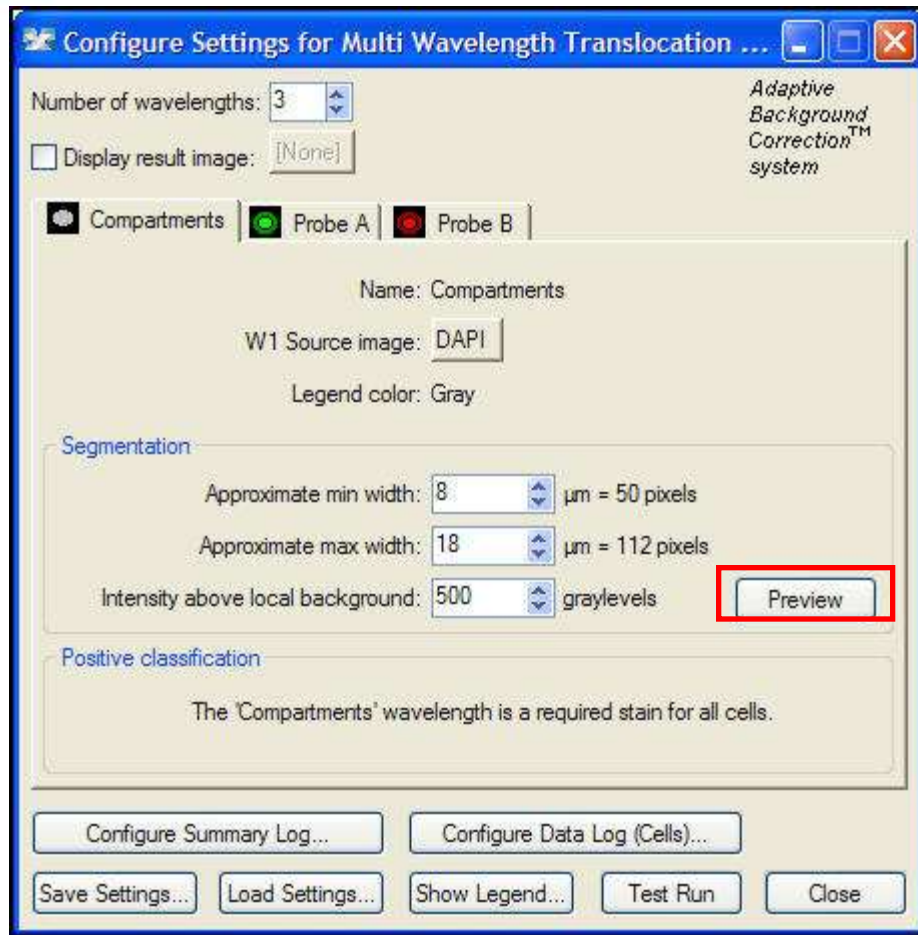 Configure Settings for Multi Wavelength Translocation ...
Number of wavelengths: 3
Adaptive
Background
Correction™
system
Display result image: [None]
Compartments Probe A Probe B
Name: Compartments
W1 Source image: DAPI
Legend color: Gray
Segmentation
Approximate min width: 8 µm = 50 pixels
Approximate max width: 18 µm = 112 pixels
Intensity above local background: 500 graylevels Preview
Positive classification
The 'Compartments' wavelength is a required stain for all cells.
Configure Summary Log... Configure Data Log (Cells)...
Save Settings... Load Settings... Show Legend... Test Run Close